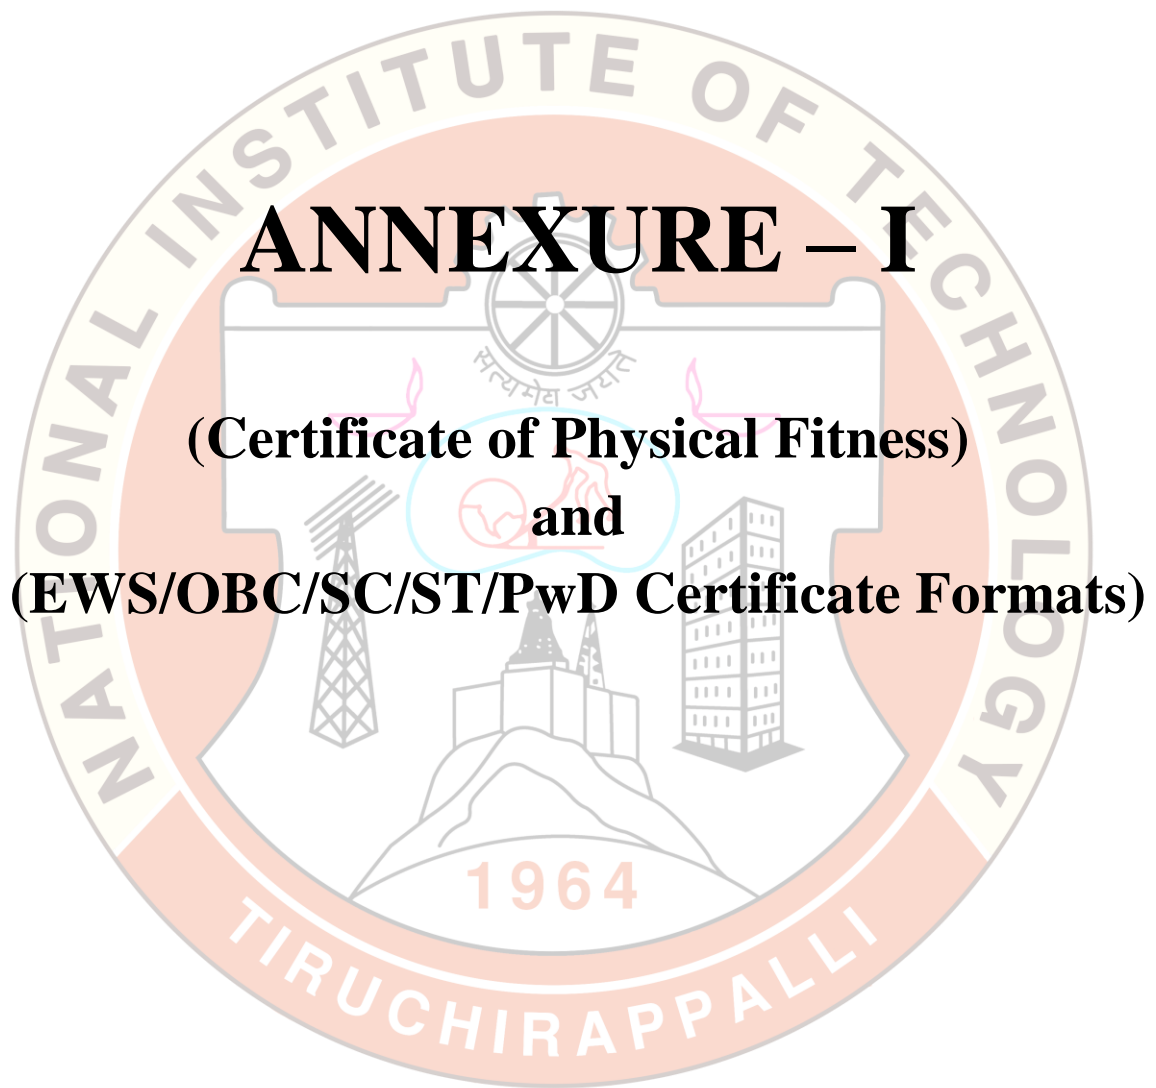 NATIONAL INSTITUTE OF TECHNOLOGY
ANNEXURE – I
सत्यमेव जयते
(Certificate of Physical Fitness)
and
(EWS/OBC/SC/ST/PwD Certificate Formats)
1964
TIRUCHIRAPPALLI